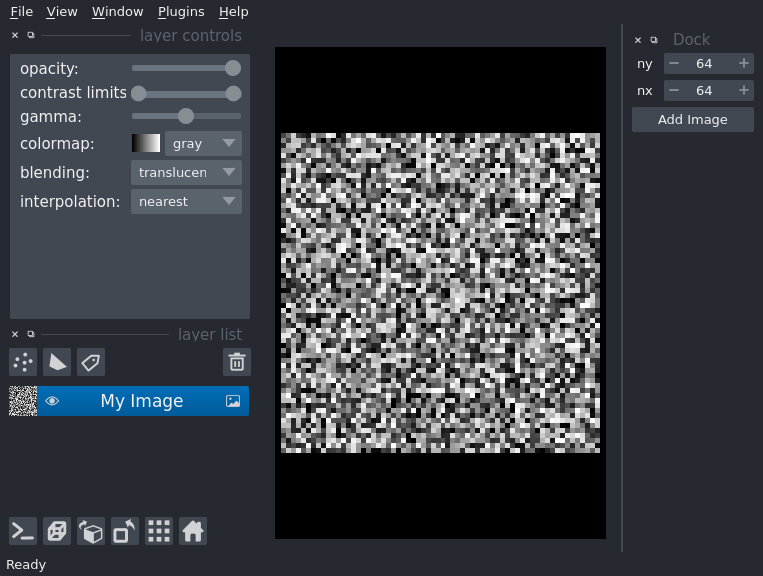 File View Window Plugins Help
layer controls
opacity:
contrast limits
gamma:
colormap: gray
blending: translucen
interpolation: nearest
layer list
My Image
Ready
Dock
ny 64
nx 64
Add Image